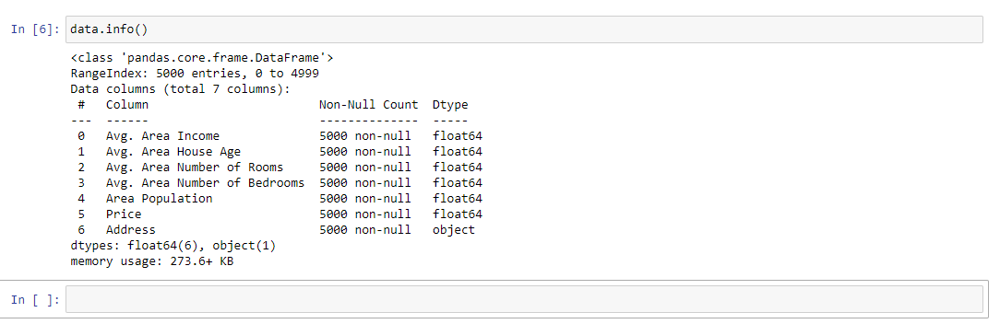 In [6]: data.info()
<class 'pandas.core.frame.DataFrame'>
RangeIndex: 5000 entries, 0 to 4999
Data columns (total 7 columns):
 #   Column                        Non-Null Count  Dtype
---  ------                        --------------  -----
 0   Avg. Area Income              5000 non-null   float64
 1   Avg. Area House Age           5000 non-null   float64
 2   Avg. Area Number of Rooms     5000 non-null   float64
 3   Avg. Area Number of Bedrooms  5000 non-null   float64
 4   Area Population               5000 non-null   float64
 5   Price                         5000 non-null   float64
 6   Address                       5000 non-null   object
dtypes: float64(6), object(1)
memory usage: 273.6+ KB
In [ ]: